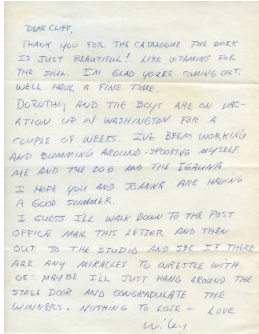 DEAR CLIFF,
THANK YOU FOR THE CATALOGUE THE WORK
IS JUST BEAUTIFUL! LIKE VITAMINS FOR
THE SOUL. I'M GLAD YOURE COMING OUT.
WE'LL HAVE A FINE TIME.
DOROTHY AND THE BOYS ARE ON VAC-
ATION UP IN WASHINGTON FOR A
COUPLE OF WEEKS. I'VE BEEN WORKING
AND BUMMING AROUND - SPOOKING MYSELF.
ME AND THE DOG AND THE IGAUNA.
I HOPE YOU AND JOANN ARE HAVING
A GOOD SUMMER.
I GUESS I'LL WALK DOWN TO THE POST
OFFICE MAIL THIS LETTER AND THEN
OUT TO THE STUDIO AND SEE IF THERE
ARE ANY MIRACLES TO WRESTLE WITH.
OR MAYBE I'LL JUST HANG AROUND THE
STAGE DOOR AND CONGRADULATE THE
WINNERS. NOTHING TO LOSE - LOVE
Wiley